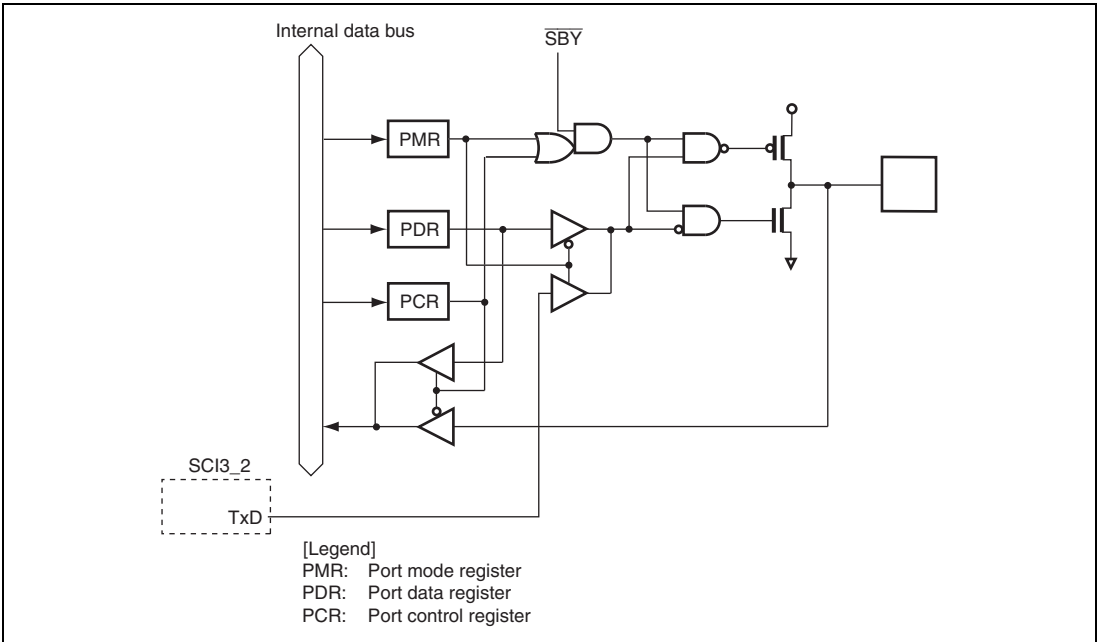 Internal data bus
SBY
PMR
PDR
PCR
SCI3_2
TxD
[Legend]
PMR: Port mode register
PDR: Port data register
PCR: Port control register